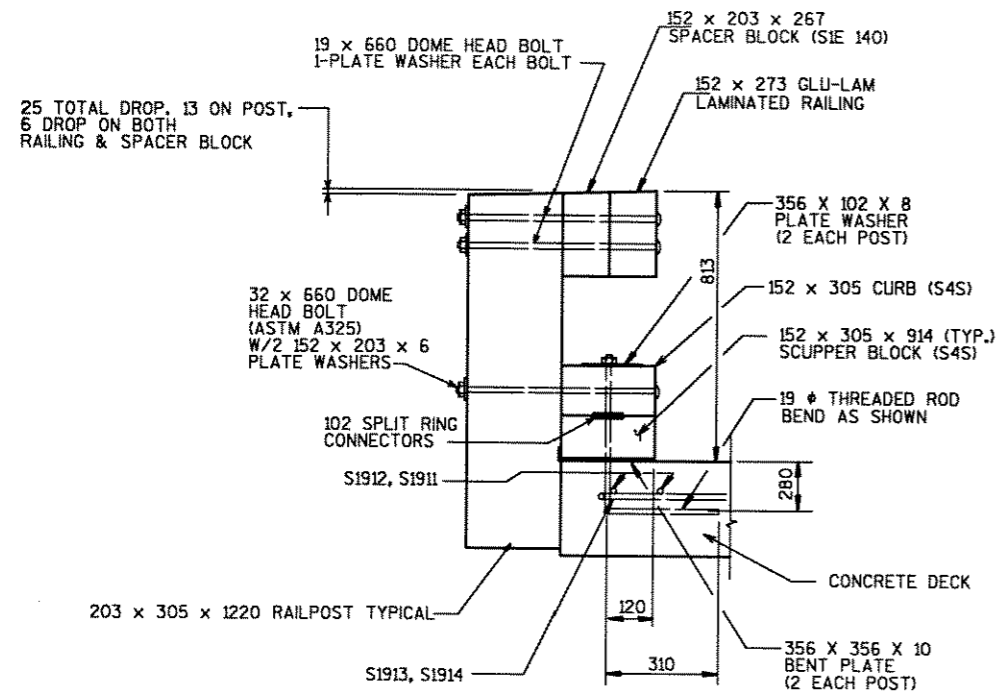 152 x 203 x 267
SPACER BLOCK (S1E 140)
19 x 660 DOME HEAD BOLT
1-PLATE WASHER EACH BOLT
152 x 273 GLU-LAM
LAMINATED RAILING
25 TOTAL DROP, 13 ON POST,
6 DROP ON BOTH
RAILING & SPACER BLOCK
356 X 102 X 8
PLATE WASHER
(2 EACH POST)
813
32 x 660 DOME
HEAD BOLT
(ASTM A325)
W/2 152 x 203 x 6
PLATE WASHERS
152 x 305 CURB (S4S)
152 x 305 x 914 (TYP.)
SCUPPER BLOCK (S4S)
19 ϕ THREADED ROD
BEND AS SHOWN
102 SPLIT RING
CONNECTORS
S1912, S1911
280
CONCRETE DECK
203 x 305 x 1220 RAILPOST TYPICAL
120
310
S1913, S1914
356 X 356 X 10
BENT PLATE
(2 EACH POST)